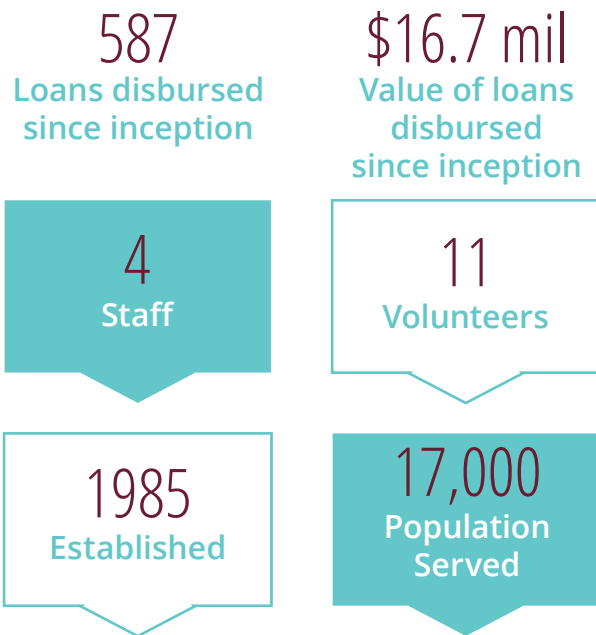 587
Loans disbursed
since inception
$16.7 mil
Value of loans
disbursed
since inception
4
Staff
11
Volunteers
1985
Established
17,000
Population
Served